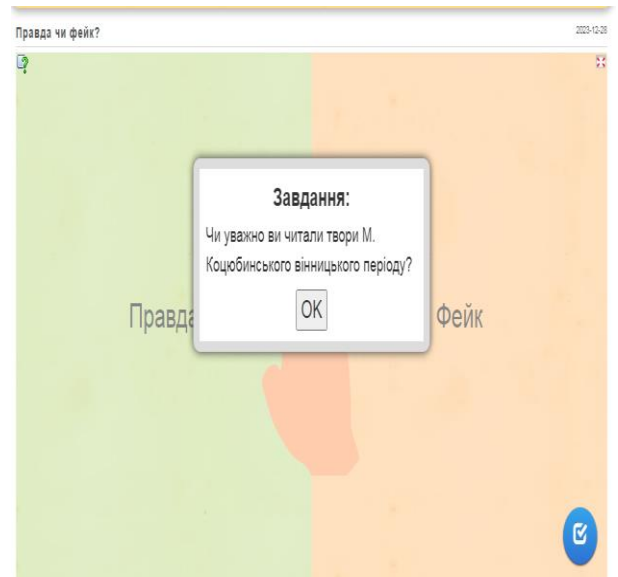 Правда чи фейк?
2023-12-28
Завдання:
Чи уважно ви читали твори М.
Коцюбинського вінницького періоду?
OK
Правда
Фейк